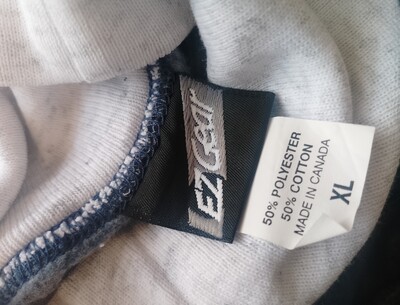 EZ Gear
50% POLYESTER
50% COTTON
MADE IN CANADA
XL